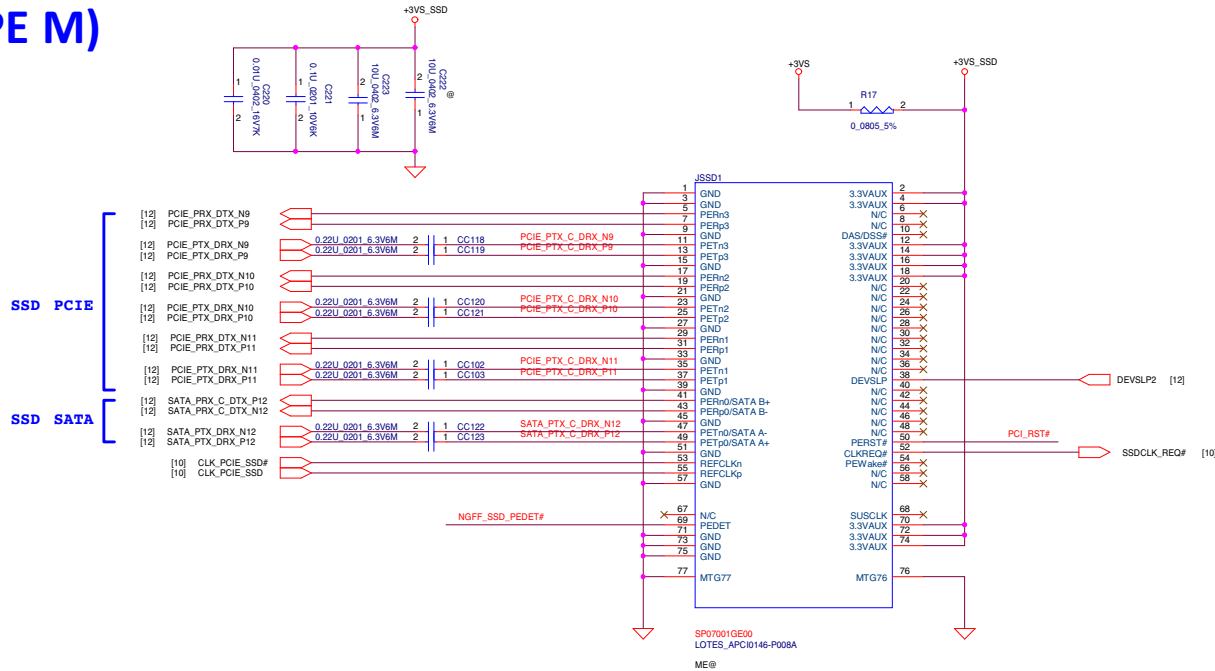 PE M)
+3VS_SSD
1 2 C220 0.01U_0402_16V7K
1 2 C221 0.1U_0201_10V6K
2 1 C223 10U_0402_6.3V6M
2 1 C222 10U_0402_6.3V6M
@
+3VS
+3VS_SSD
R17
1 2
0_0805_5%
JSSD1
1 GND 3.3VAUX 2
3 GND 3.3VAUX 4
[12] PCIE_PRX_DTX_N9 5 PERn3 N/C 6
[12] PCIE_PRX_DTX_P9 7 PERp3 N/C 8
9 GND DAS/DSS# 10
[12] PCIE_PTX_DRX_N9 0.22U_0201_6.3V6M 2 1 CC118 PCIE_PTX_C_DRX_N9 11 PETn3 3.3VAUX 12
[12] PCIE_PTX_DRX_P9 0.22U_0201_6.3V6M 2 1 CC119 PCIE_PTX_C_DRX_P9 13 PETp3 3.3VAUX 14
15 GND 3.3VAUX 16
[12] PCIE_PRX_DTX_N10 17 PERn2 3.3VAUX 18
[12] PCIE_PRX_DTX_P10 19 PERp2 N/C 20
21 GND N/C 22
SSD PCIE
[12] PCIE_PTX_DRX_N10 0.22U_0201_6.3V6M 2 1 CC120 PCIE_PTX_C_DRX_N10 23 PETn2 N/C 24
[12] PCIE_PTX_DRX_P10 0.22U_0201_6.3V6M 2 1 CC121 PCIE_PTX_C_DRX_P10 25 PETp2 N/C 26
27 GND N/C 28
[12] PCIE_PRX_DTX_N11 29 PERn1 N/C 30
[12] PCIE_PRX_DTX_P11 31 PERp1 N/C 32
33 GND N/C 34
[12] PCIE_PTX_DRX_N11 0.22U_0201_6.3V6M 2 1 CC102 PCIE_PTX_C_DRX_N11 35 PETn1 N/C 36
[12] PCIE_PTX_DRX_P11 0.22U_0201_6.3V6M 2 1 CC103 PCIE_PTX_C_DRX_P11 37 PETp1 DEVSLP 38 DEVSLP2 [12]
39 GND N/C 40
[12] SATA_PRX_C_DTX_P12 41 PERn0/SATA B+ N/C 42
[12] SATA_PRX_C_DTX_N12 43 PERp0/SATA B- N/C 44
SSD SATA
45 GND N/C 46
[12] SATA_PTX_DRX_N12 0.22U_0201_6.3V6M 2 1 CC122 SATA_PTX_C_DRX_N12 47 PETn0/SATA A- N/C 48
[12] SATA_PTX_DRX_P12 0.22U_0201_6.3V6M 2 1 CC123 SATA_PTX_C_DRX_P12 49 PETp0/SATA A+ PERST# 50 PCI_RST#
51 GND CLKREQ# 52 SSDCLK_REQ# [10]
[10] CLK_PCIE_SSD# 53 REFCLKn PEWake# 54
[10] CLK_PCIE_SSD 55 REFCLKp N/C 56
57 GND N/C 58
67 N/C SUSCLK 68
NGFF_SSD_PEDET# 69 PEDET 3.3VAUX 70
71 GND 3.3VAUX 72
73 GND 3.3VAUX 74
75 GND
77 MTG77 MTG76 76
SP07001GE00
LOTES_APCI0146-P008A
ME@